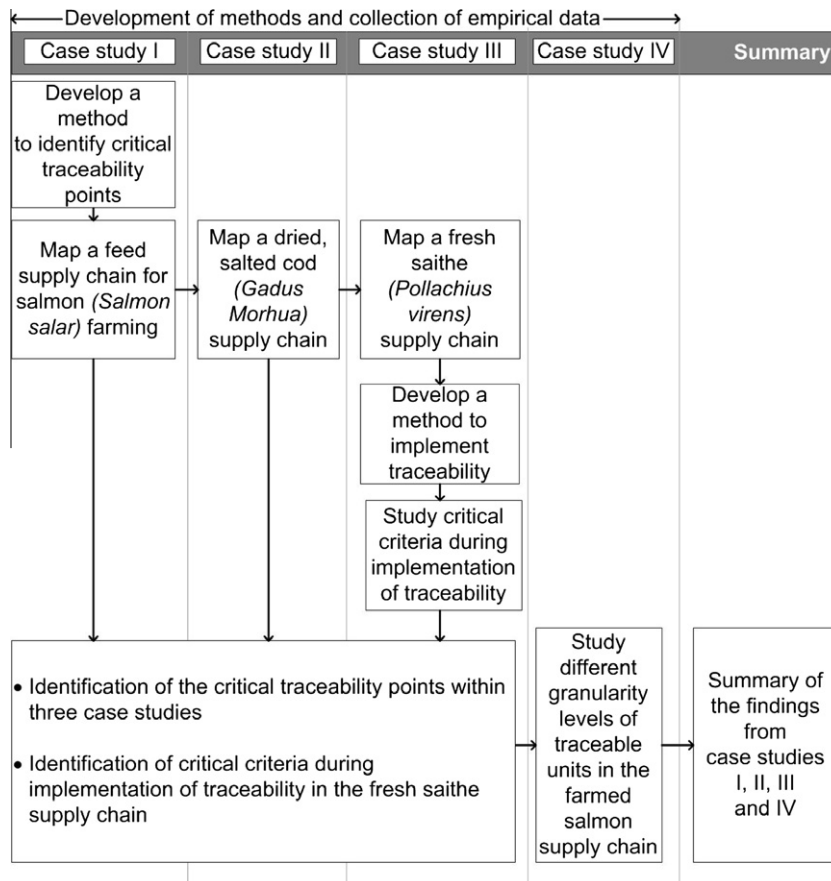 Development of methods and collection of empirical data
Case study I
Case study II
Case study III
Case study IV
Summary
Develop a
method
to identify critical
traceability
points
Map a feed
supply chain for
salmon (Salmon
salar) farming
Map a dried,
salted cod
(Gadus
Morhua)
supply chain
Map a fresh
saithe
(Pollachius
virens)
supply chain
Develop a
method to
implement
traceability
Study critical
criteria during
implementation
of traceability
• Identification of the critical traceability points within
three case studies
• Identification of critical criteria during
implementation of traceability in the fresh saithe
supply chain
Study
different
granularity
levels of
traceable
units in the
farmed
salmon
supply chain
Summary of
the findings
from
case studies
I, II, III
and IV